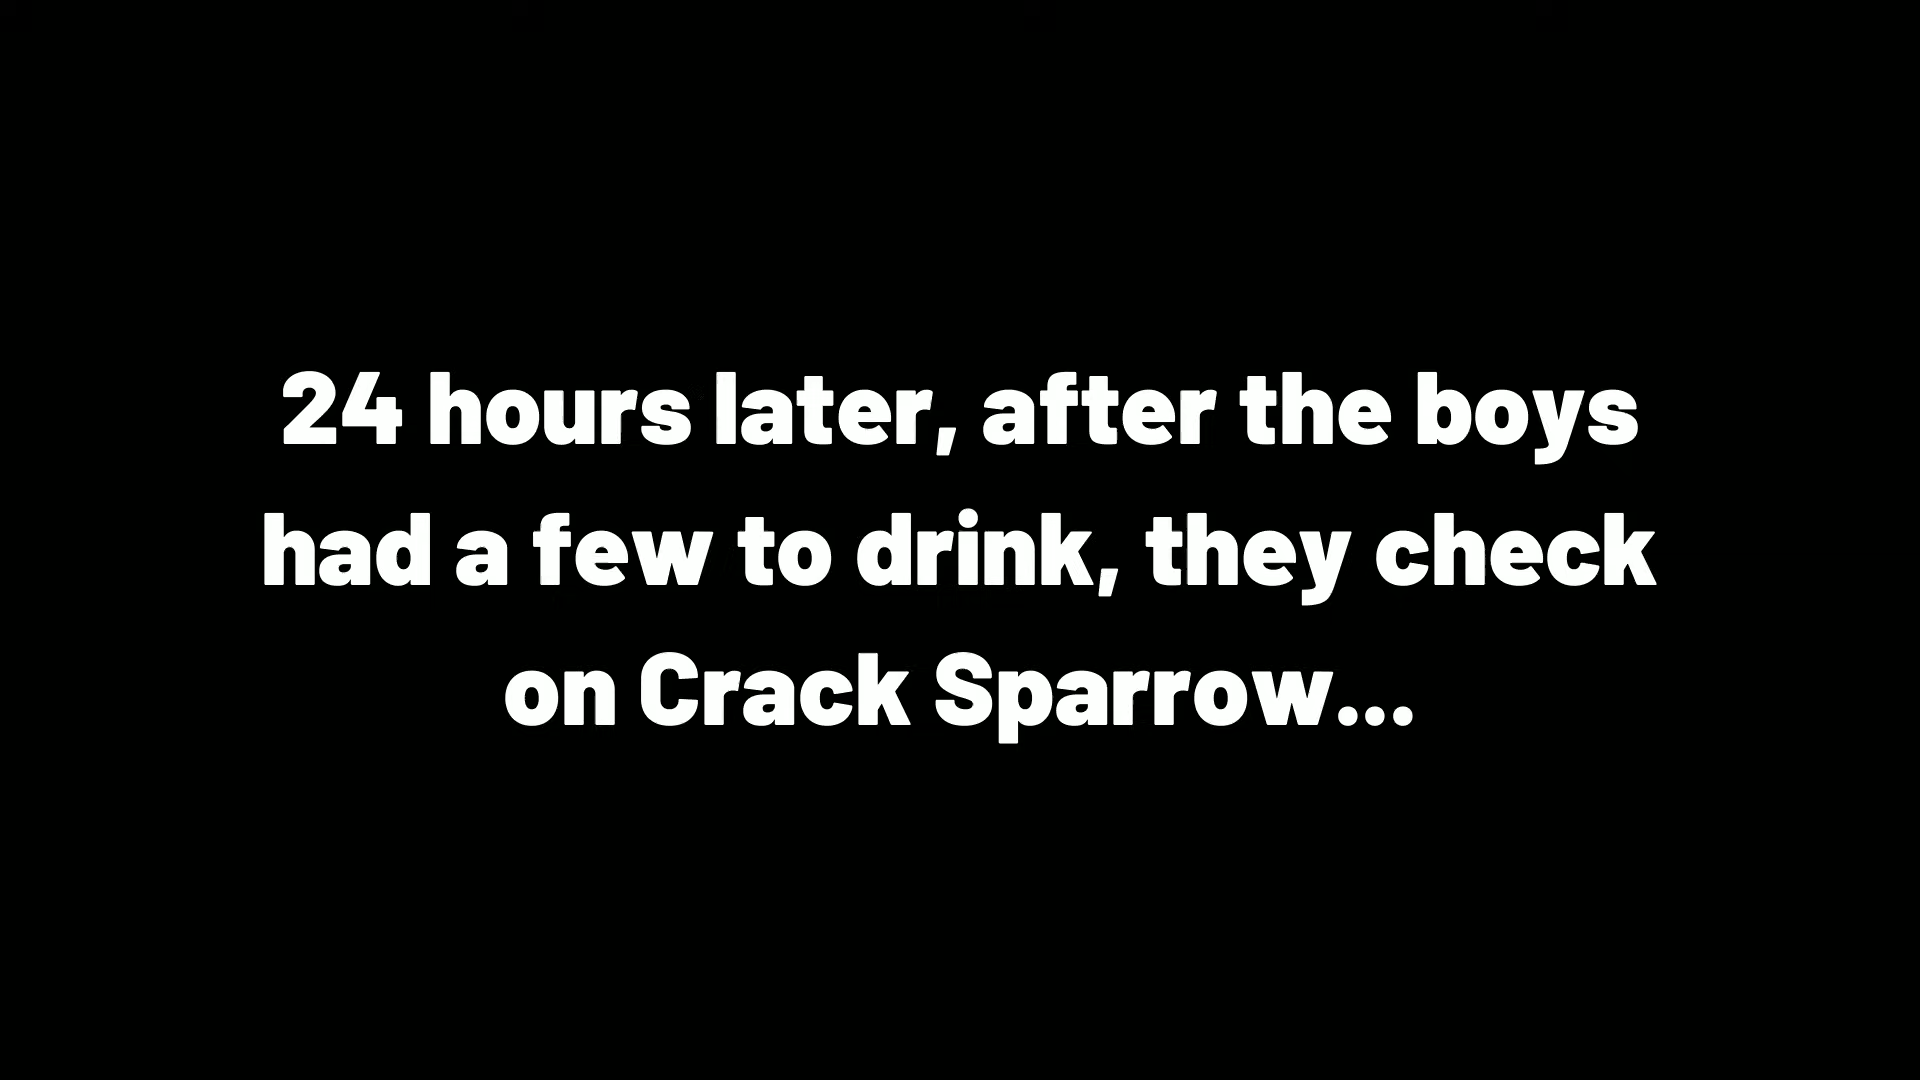 24 hours later, after the boys
had a few to drink, they check
on Crack Sparrow...